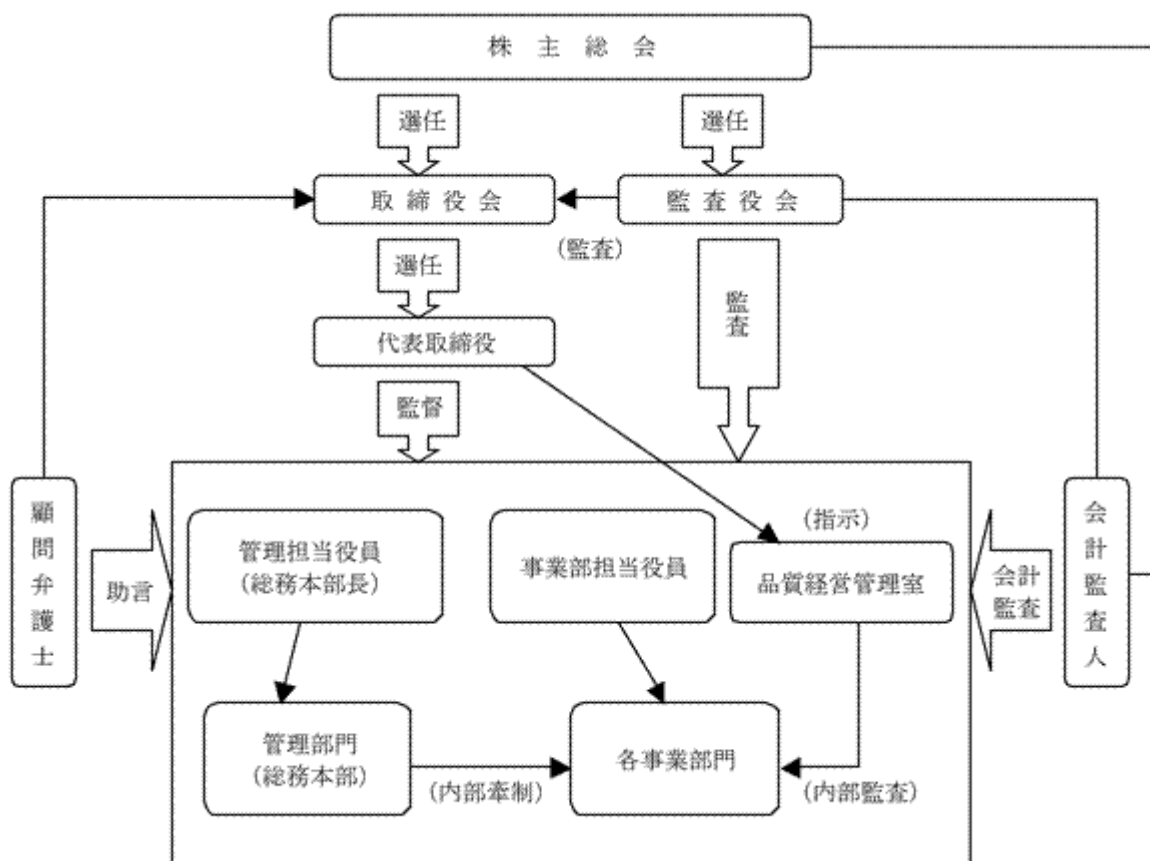 株主総会
選任
選任
取締役会
監査役会
(監査)
選任
監査
代表取締役
監督
顧問弁護士
助言
管理担当役員
(総務本部長)
事業部担当役員
(指示)
品質経営管理室
会計
監査
会計監査人
管理部門
(総務本部)
(内部牽制)
各事業部門
(内部監査)